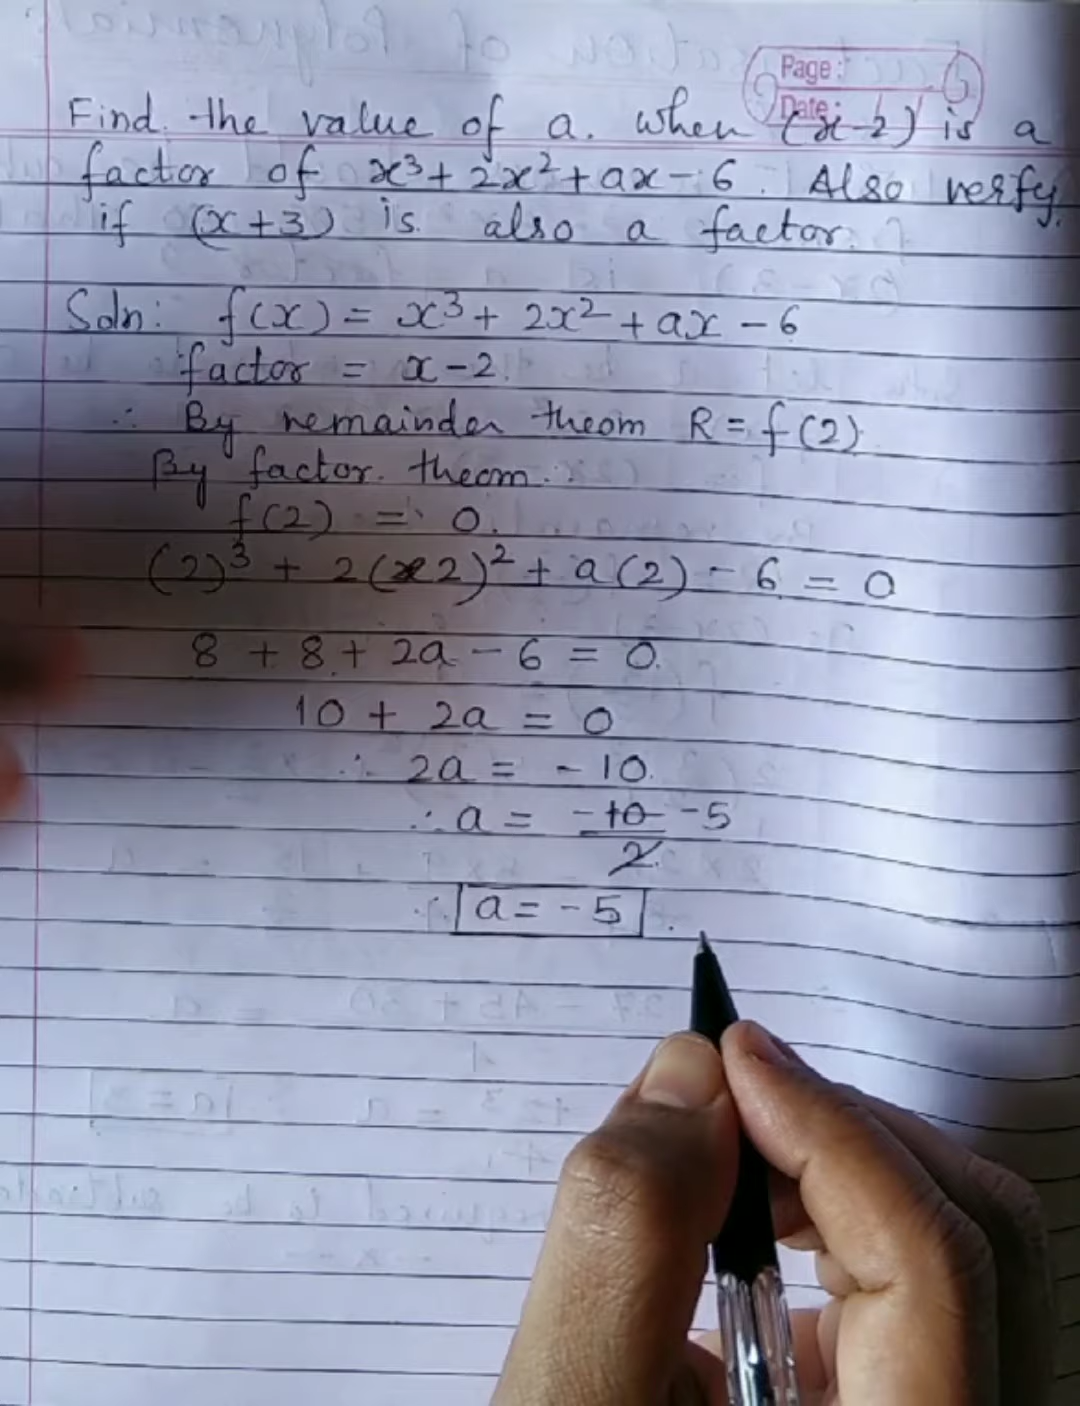 Page:
Date:
Find the value of a. when (x-2) is a
factor of x³+ 2x²+ax-6. Also verify
if (x+3) is also a factor.
Soln: f(x) = x³+ 2x² +ax - 6
factor = x-2
∴ By remainder theom R = f(2)
By factor theom.
f(2) = 0.
(2)³ + 2(2)² + a(2) - 6 = 0
8 + 8 + 2a - 6 = 0.
10 + 2a = 0
∴ 2a = -10.
∴ a = -10 -5
2
∴ a = -5.